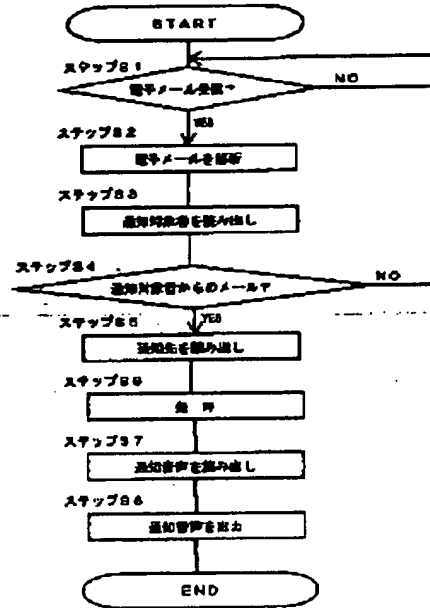 START
ステップS1
電子メール受信?
NO
YES
ステップS2
電子メールを解析
ステップS3
通知対象者を読み出し
ステップS4
通知対象者からのメール?
NO
YES
ステップS5
通知先を読み出し
ステップS6
ステップS7
通知音声を読み出し
ステップS8
通知音声を出力
END